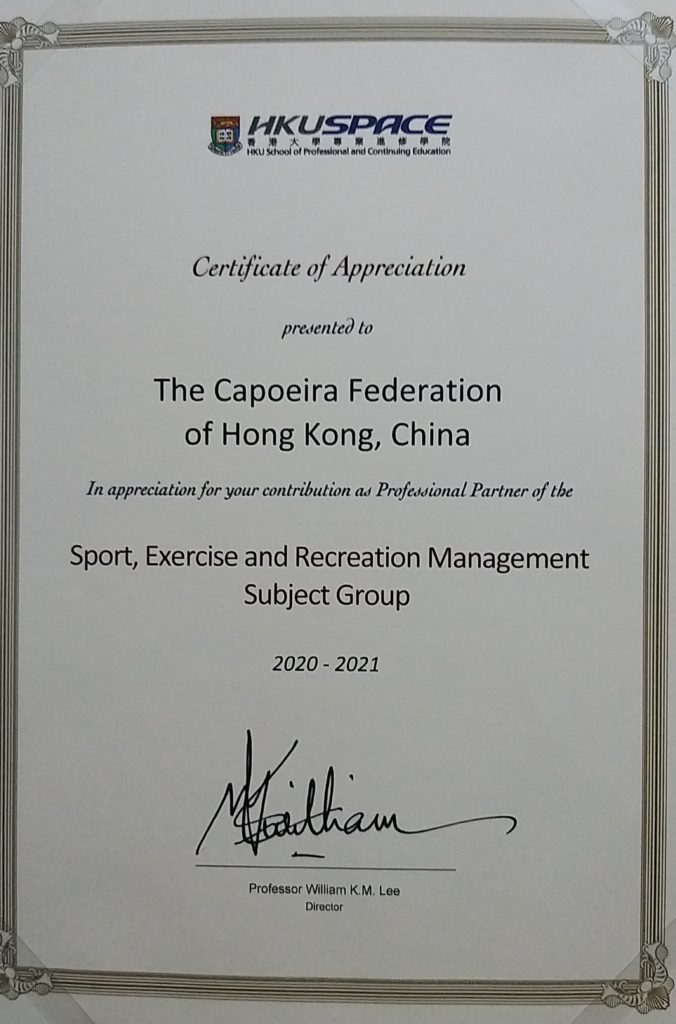 HKUSPACE
香港大學專業進修學院
HKU School of Professional and Continuing Education
Certificate of Appreciation
presented to
The Capoeira Federation
of Hong Kong, China
In appreciation for your contribution as Professional Partner of the
Sport, Exercise and Recreation Management
Subject Group
2020 - 2021
Professor William K.M. Lee
Director